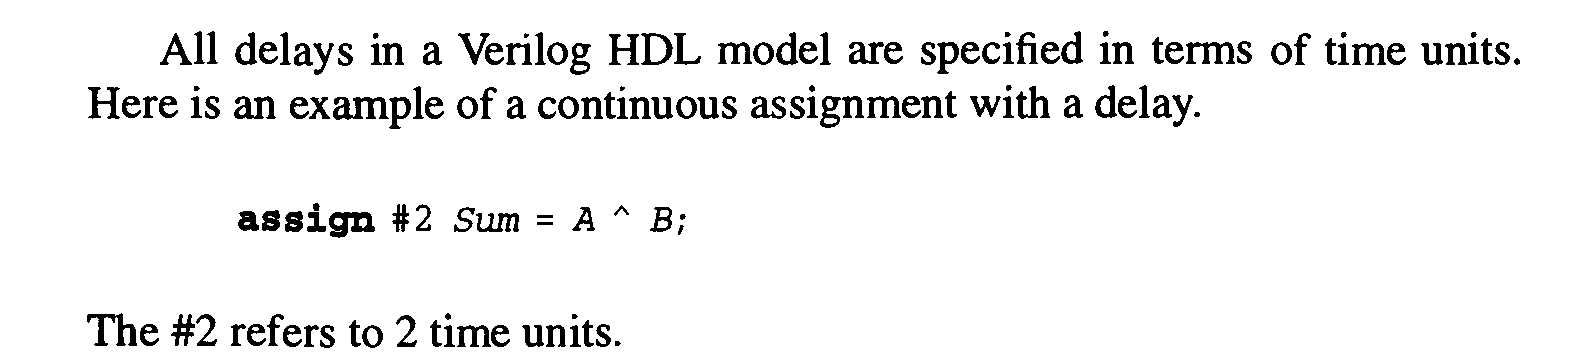 All delays in a Verilog HDL model are specified in terms of time units.
Here is an example of a continuous assignment with a delay.
assign #2 Sum = A ^ B;
The #2 refers to 2 time units.